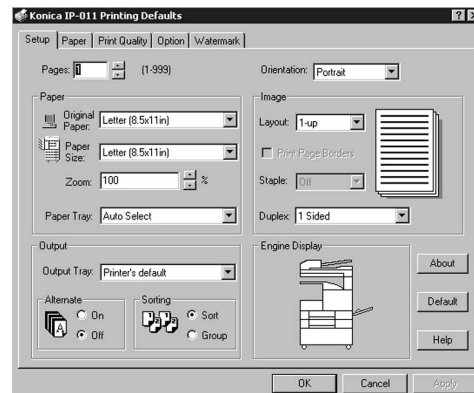 Konica IP-011 Printing Defaults
Setup Paper Print Quality Option Watermark
Pages: 1 (1-999)
Orientation: Portrait
Paper
Original Paper: Letter (8.5x11in)
Paper Size: Letter (8.5x11in)
Zoom: 100 %
Paper Tray: Auto Select
Image
Layout: 1-up
Print Page Borders
Staple: Off
Duplex: 1 Sided
Output
Output Tray: Printer's default
Alternate
On
Off
A
Sorting
Sort
Group
Engine Display
About
Default
Help
OK Cancel Apply